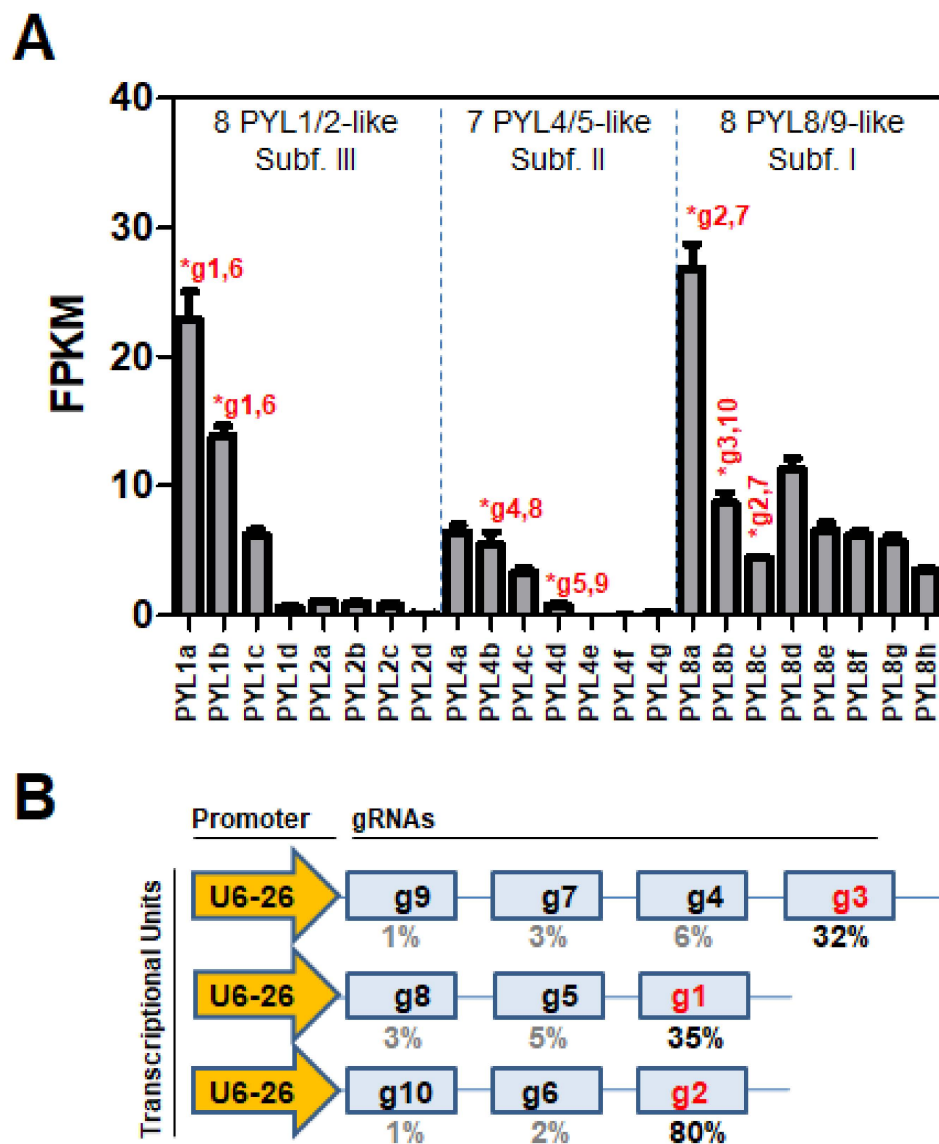 A
40
30
20
10
0
FPKM
8 PYL1/2-like
Subf. III
7 PYL4/5-like
Subf. II
8 PYL8/9-like
Subf. I
*g1,6
*g1,6
*g4,8
*g5,9
*g2,7
*g3,10
*g2,7
PYL1a
PYL1b
PYL1c
PYL1d
PYL2a
PYL2b
PYL2c
PYL2d
PYL4a
PYL4b
PYL4c
PYL4d
PYL4e
PYL4f
PYL4g
PYL8a
PYL8b
PYL8c
PYL8d
PYL8e
PYL8f
PYL8g
PYL8h
B
Promoter gRNAs
Transcriptional Units
U6-26 g9 g7 g4 g3
1% 3% 6% 32%
U6-26 g8 g5 g1
3% 5% 35%
U6-26 g10 g6 g2
1% 2% 80%